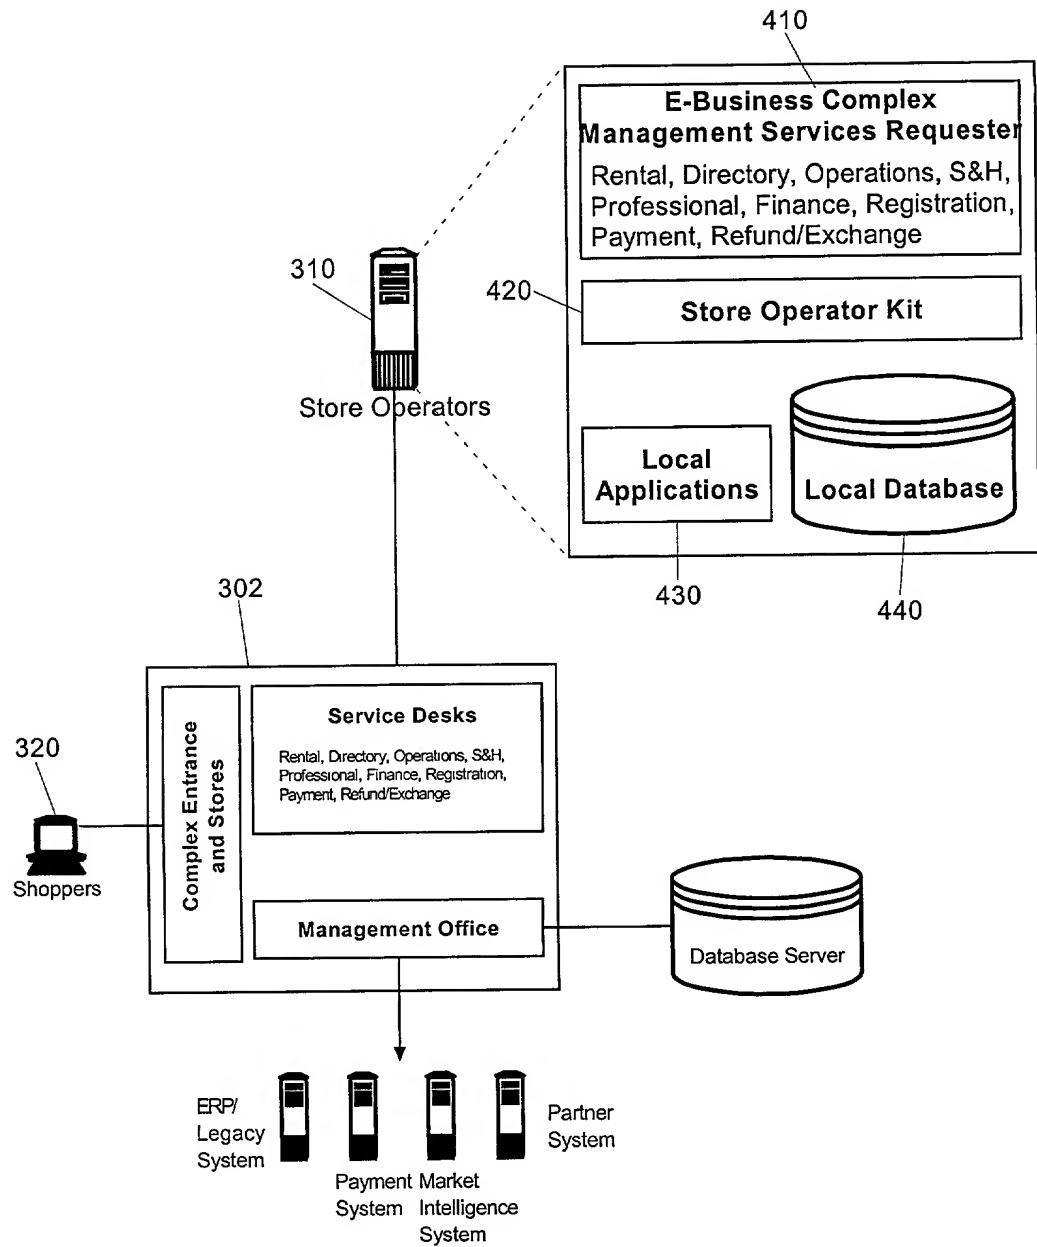 410
E-Business Complex
Management Services Requester
Rental, Directory, Operations, S&H,
Professional, Finance, Registration,
Payment, Refund/Exchange
310
420
Store Operator Kit
Store Operators
Local
Applications
Local Database
430
440
302
Service Desks
Rental, Directory, Operations, S&H,
Professional, Finance, Registration,
Payment, Refund/Exchange
Complex Entrance
and Stores
320
Shoppers
Management Office
Database Server
ERP/
Legacy
System
Payment
System
Market
Intelligence
System
Partner
System